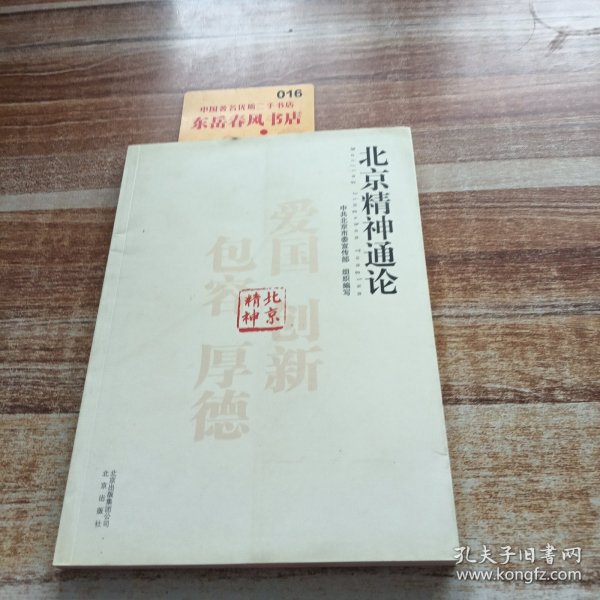 016
中国著名优质二手书店
东岳春风书店
北京精神通论
Beijing Jingshen Tonglun
中共北京市委宣传部 组织编写
爱国 创新
包容 厚德
北京
精神
北京出版集团公司
北京出版社
孔夫子旧书网
www.kongfz.com